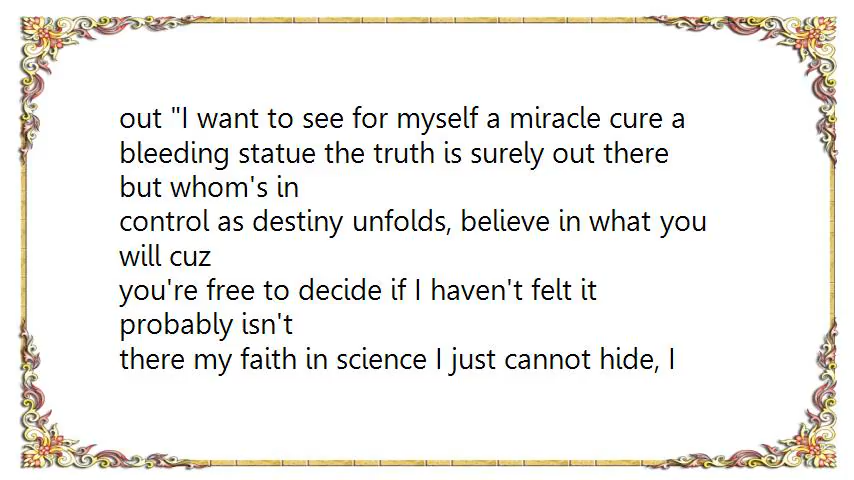 out "I want to see for myself a miracle cure a
bleeding statue the truth is surely out there
but whom's in
control as destiny unfolds, believe in what you
will cuz
you're free to decide if I haven't felt it
probably isn't
there my faith in science I just cannot hide, I